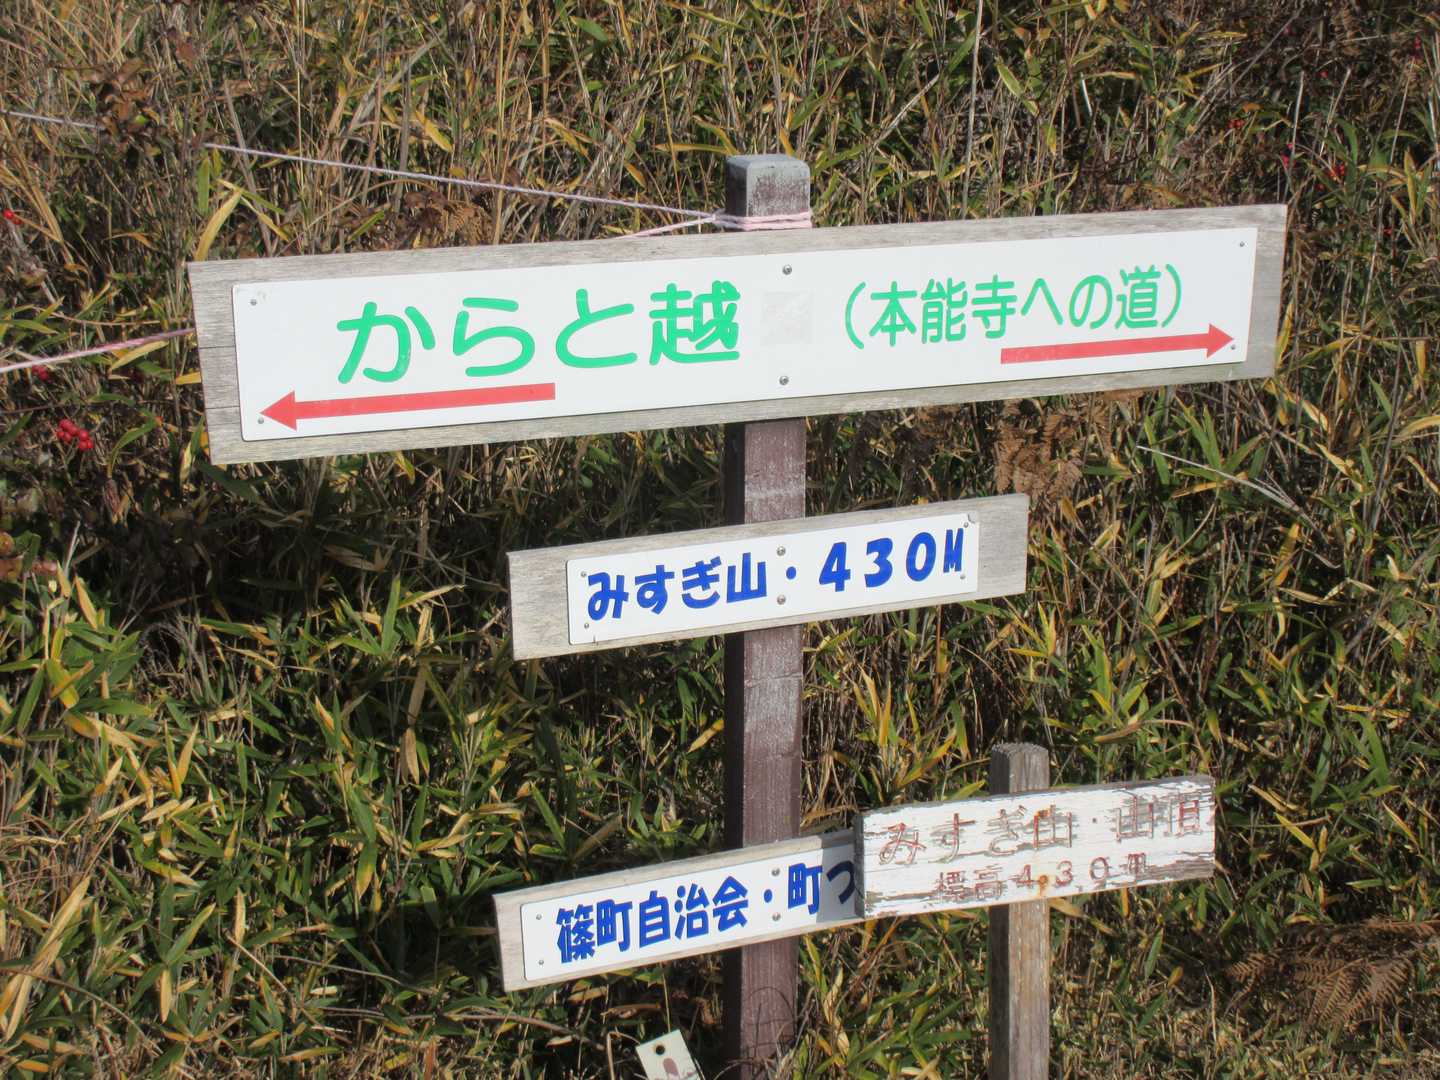 からと越 (本能寺への道)
みすぎ山・430M
篠町自治会・町つ
みすぎ山・山頂
標高430m